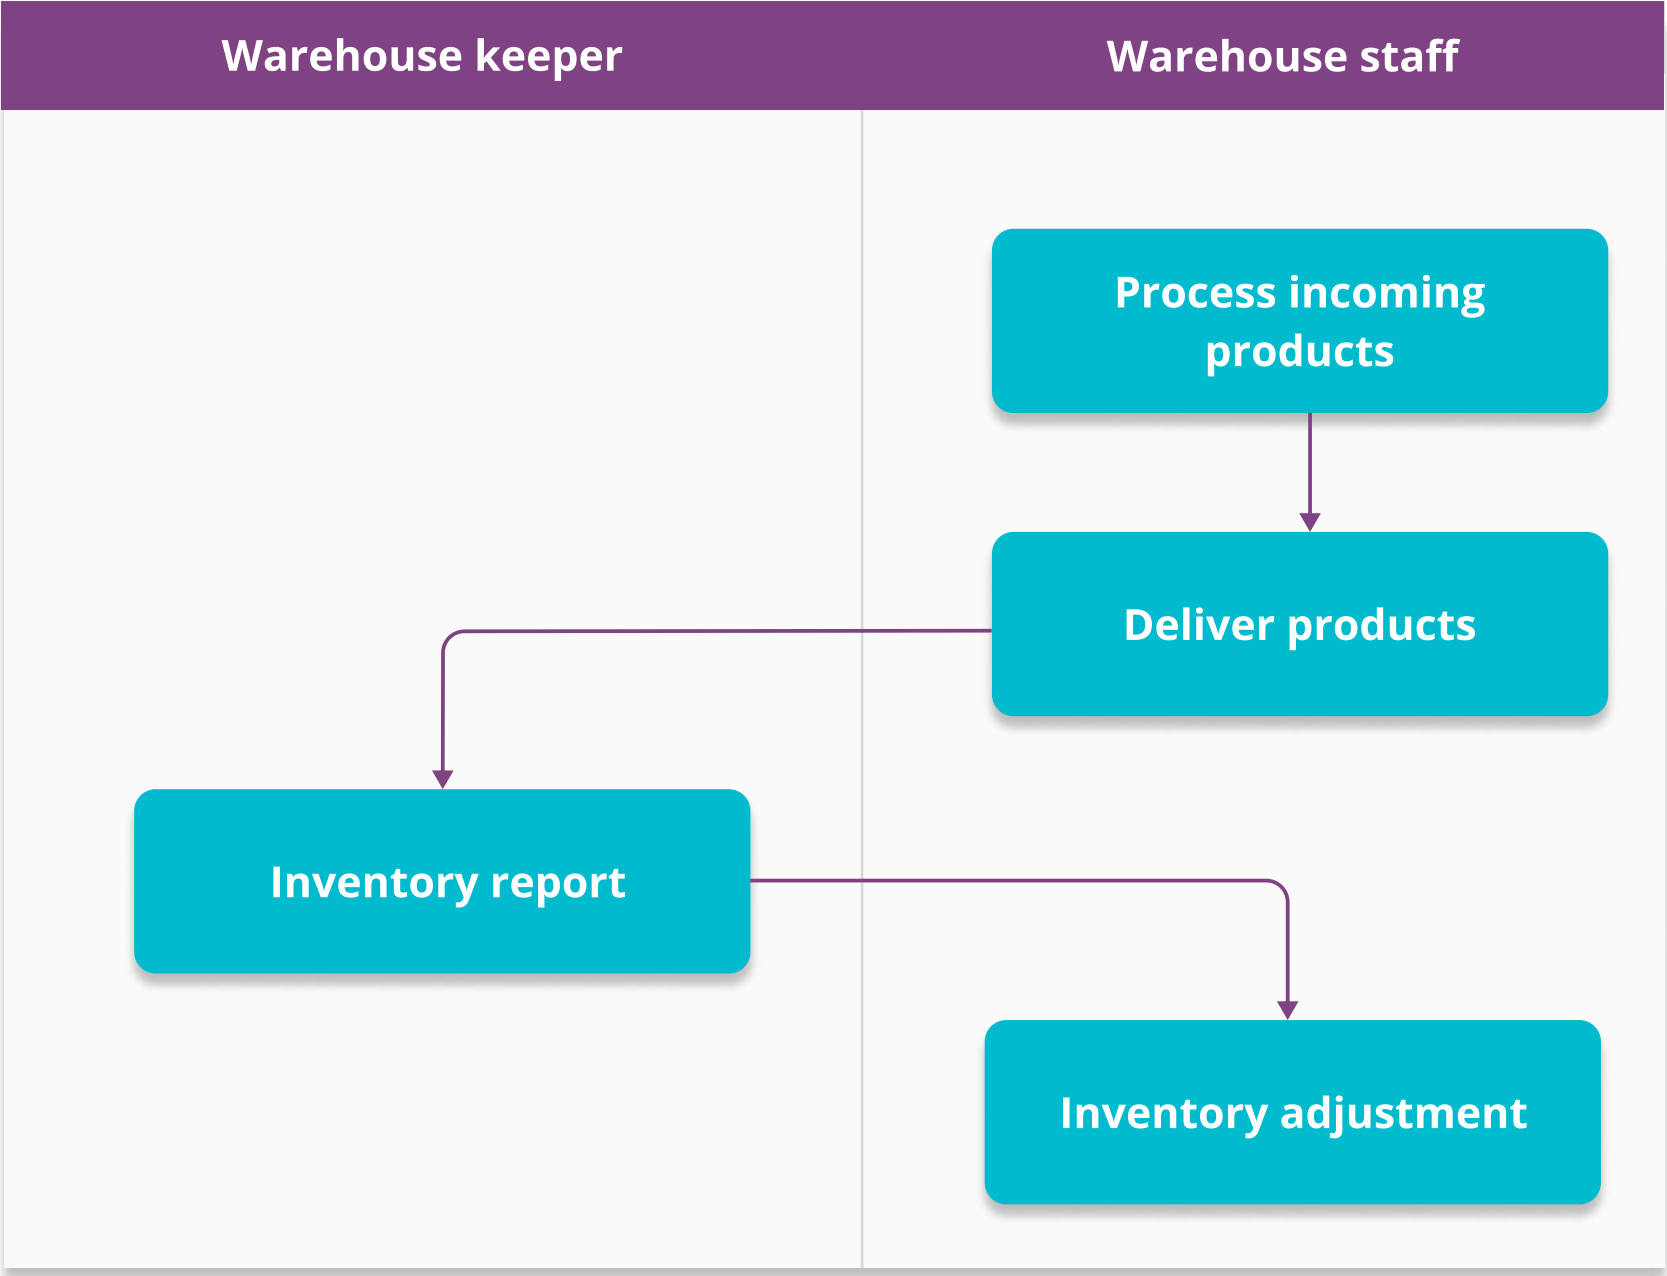 Warehouse keeper
Warehouse staff
Process incoming
products
Deliver products
Inventory report
Inventory adjustment